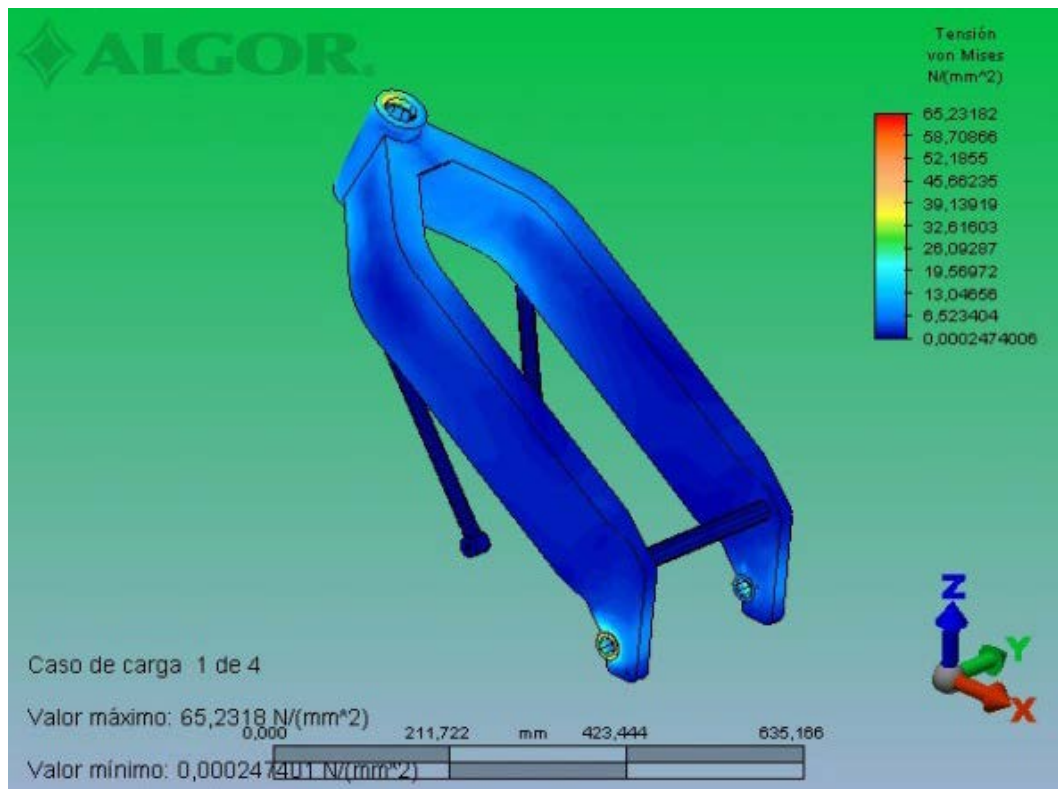 ALGOR®
Tensión
von Mises
N/(mm^2)
65,23182
58,70866
52,1855
45,66235
39,13919
32,61603
26,09287
19,56972
13,04656
6,523404
0,0002474006
Z
Y
X
Caso de carga 1 de 4
Valor máximo: 65,2318 N/(mm^2)
0,000 211,722 mm 423,444 635,166
Valor mínimo: 0,000247401 N/(mm^2)